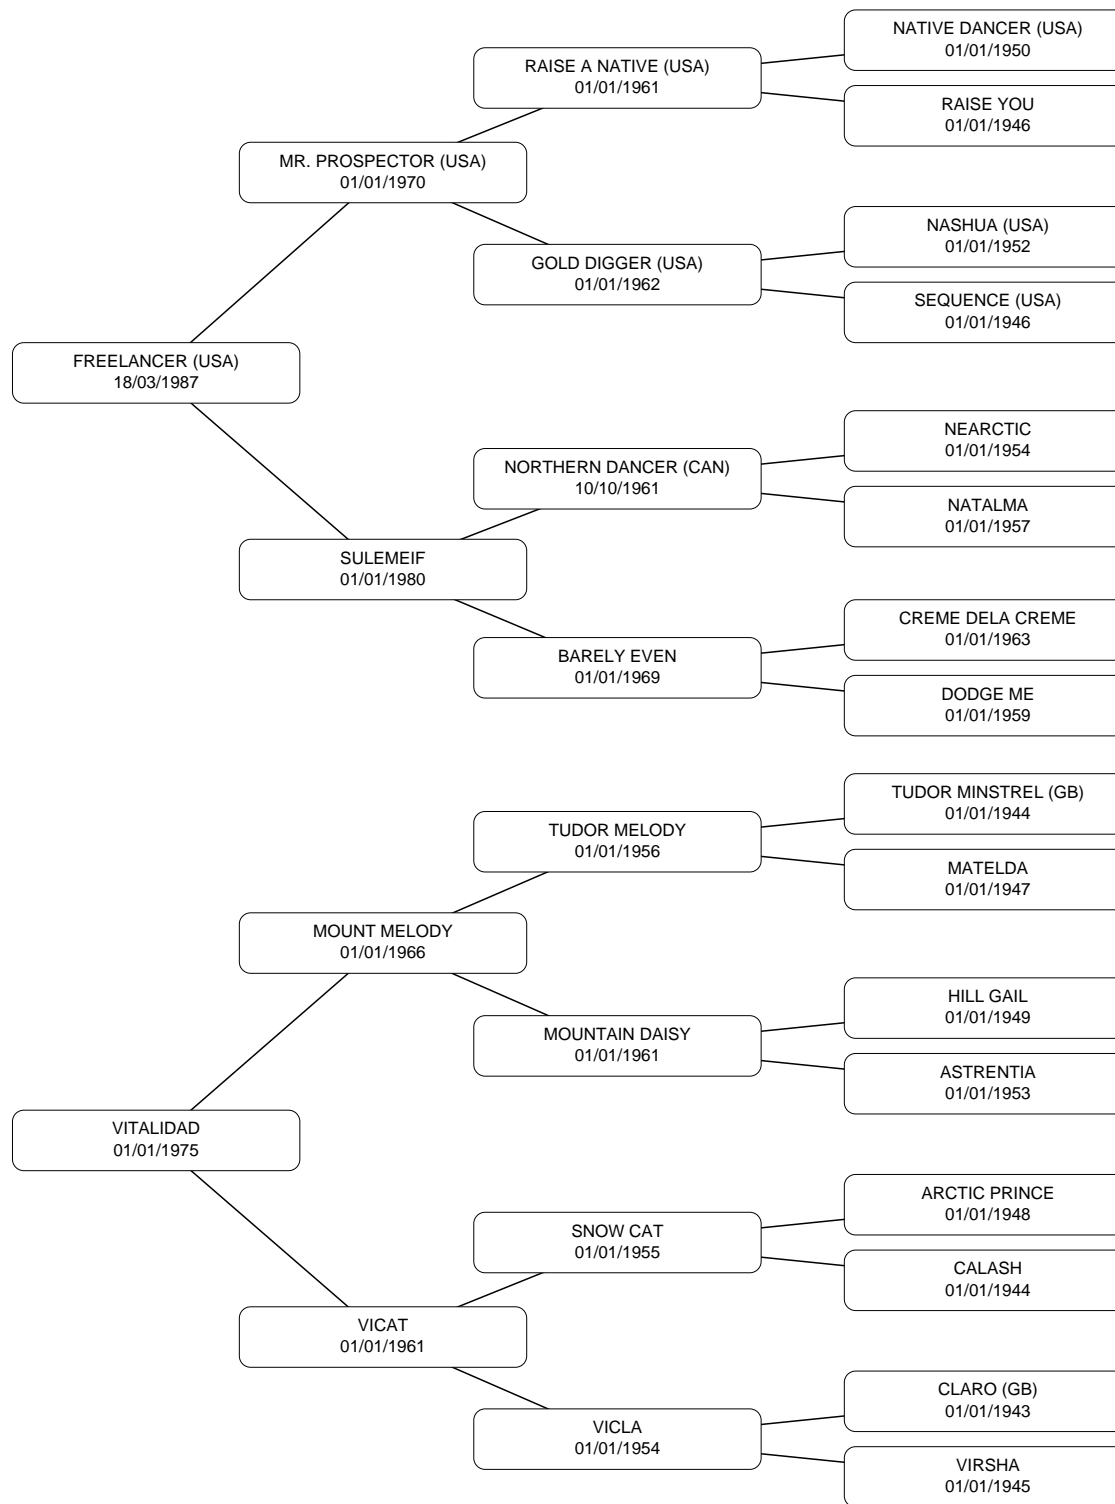 NATIVE DANCER (USA)
01/01/1950
RAISE A NATIVE (USA)
01/01/1961
RAISE YOU
01/01/1946
MR. PROSPECTOR (USA)
01/01/1970
NASHUA (USA)
01/01/1952
GOLD DIGGER (USA)
01/01/1962
SEQUENCE (USA)
01/01/1946
FREELANCER (USA)
18/03/1987
NEARCTIC
01/01/1954
NORTHERN DANCER (CAN)
10/10/1961
NATALMA
01/01/1957
SULEMEIF
01/01/1980
CREME DELA CREME
01/01/1963
BARELY EVEN
01/01/1969
DODGE ME
01/01/1959
TUDOR MINSTREL (GB)
01/01/1944
TUDOR MELODY
01/01/1956
MATELDA
01/01/1947
MOUNT MELODY
01/01/1966
HILL GAIL
01/01/1949
MOUNTAIN DAISY
01/01/1961
ASTRENTIA
01/01/1953
VITALIDAD
01/01/1975
ARCTIC PRINCE
01/01/1948
SNOW CAT
01/01/1955
CALASH
01/01/1944
VICAT
01/01/1961
CLARO (GB)
01/01/1943
VICLA
01/01/1954
VIRSHA
01/01/1945